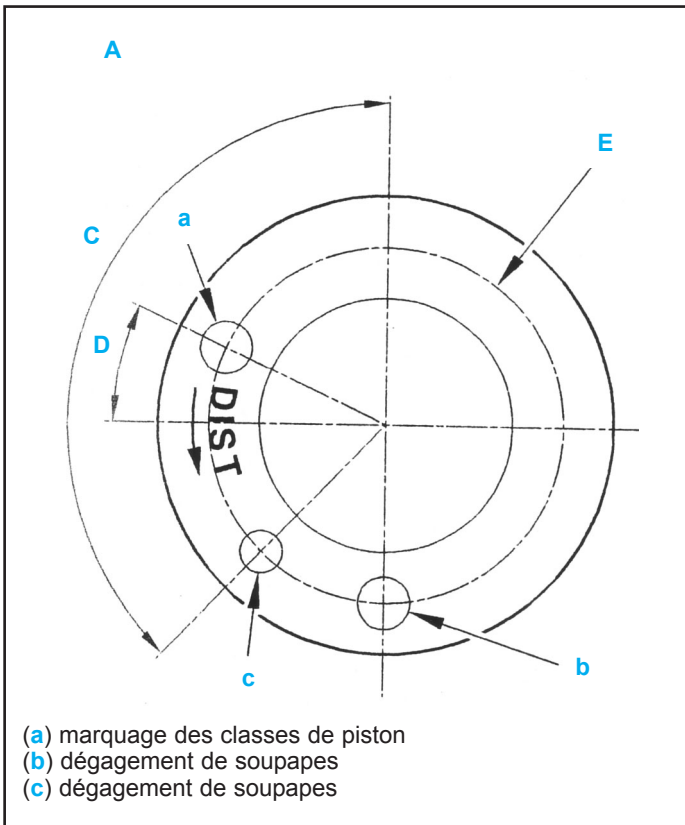 A
E
a
C
D
DIST
c
b
(a) marquage des classes de piston
(b) dégagement de soupapes
(c) dégagement de soupapes